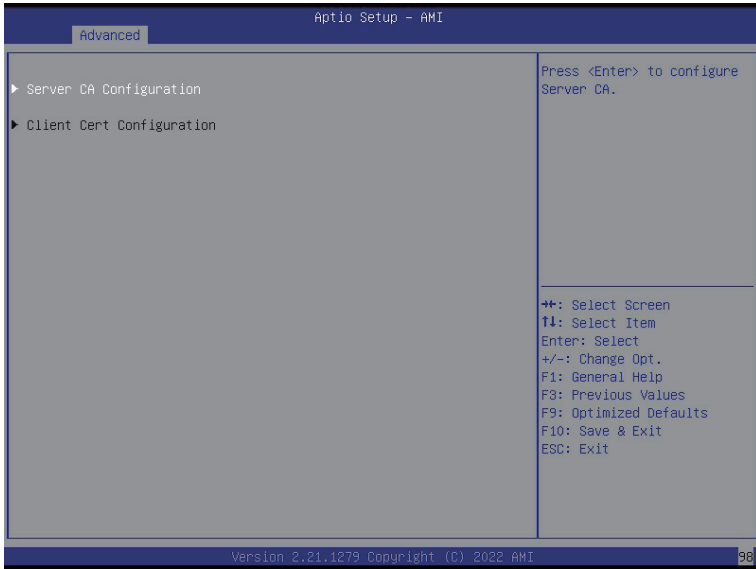 Aptio Setup - AMI
Advanced
► Server CA Configuration
► Client Cert Configuration
Press <Enter> to configure
Server CA.
→←: Select Screen
↑↓: Select Item
Enter: Select
+/-: Change Opt.
F1: General Help
F3: Previous Values
F9: Optimized Defaults
F10: Save & Exit
ESC: Exit
Version 2.21.1279 Copyright (C) 2022 AMI
98